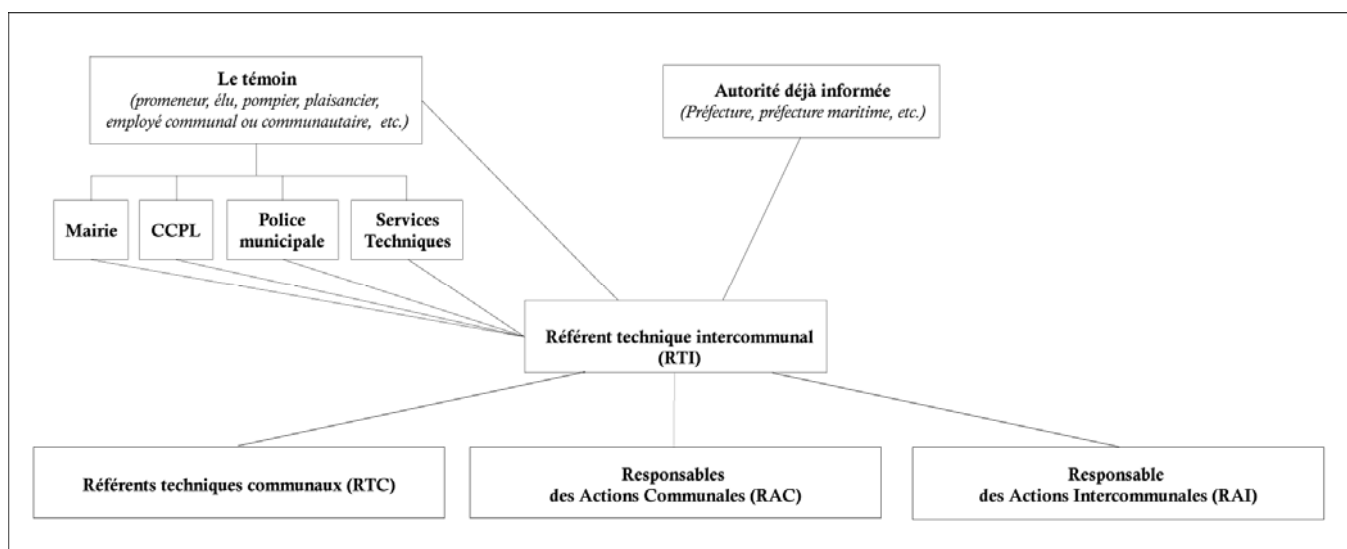 Le témoin
(promeneur, élu, pompier, plaisancier,
employé communal ou communautaire, etc.)
Autorité déjà informée
(Préfecture, préfecture maritime, etc.)
Mairie
CCPL
Police
municipale
Services
Techniques
Référent technique intercommunal
(RTI)
Référents techniques communaux (RTC)
Responsables
des Actions Communales (RAC)
Responsable
des Actions Intercommunales (RAI)